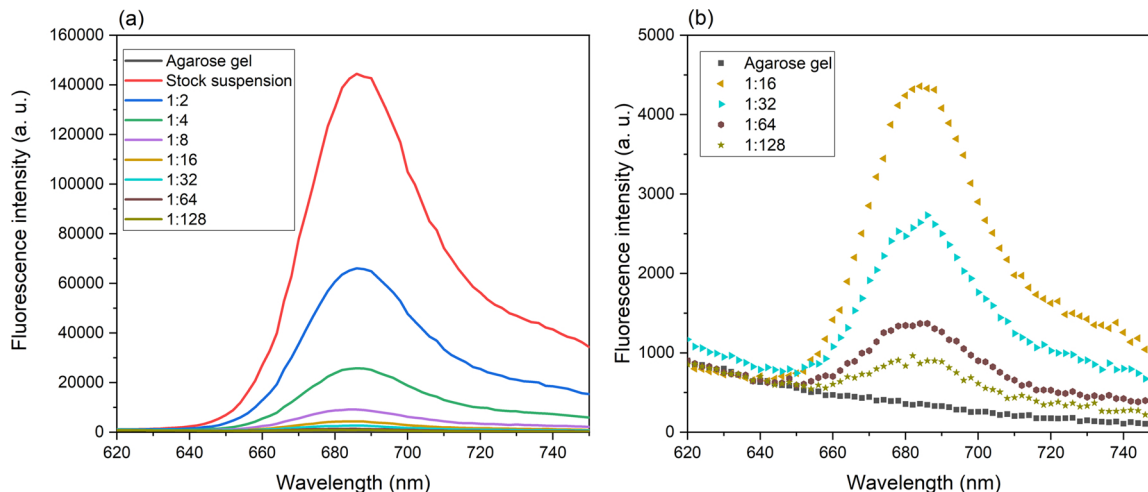 (a)
Fluorescence intensity (a. u.)
160000
140000
120000
100000
80000
60000
40000
20000
0
Agarose gel
Stock suspension
1:2
1:4
1:8
1:16
1:32
1:64
1:128
620 640 660 680 700 720 740
Wavelength (nm)
(b)
Fluorescence intensity (a. u.)
5000
4000
3000
2000
1000
0
Agarose gel
1:16
1:32
1:64
1:128
620 640 660 680 700 720 740
Wavelength (nm)